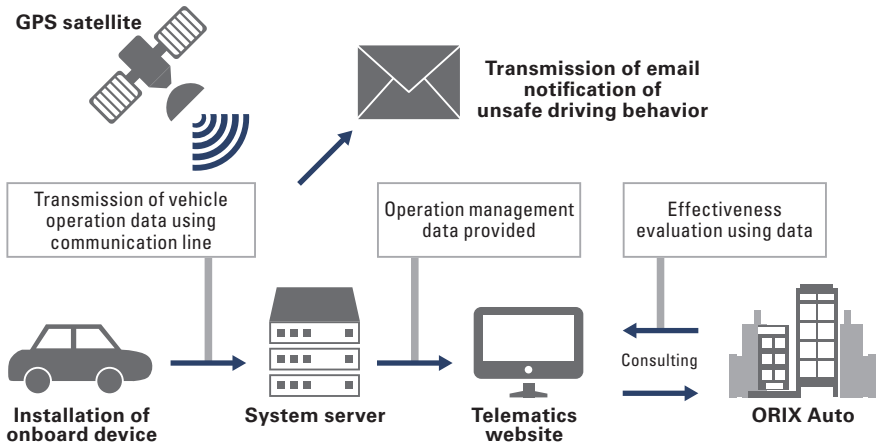 GPS satellite
Transmission of email
notification of
unsafe driving behavior
Transmission of vehicle
operation data using
communication line
Operation management
data provided
Effectiveness
evaluation using data
Consulting
Installation of
onboard device
System server
Telematics
website
ORIX Auto